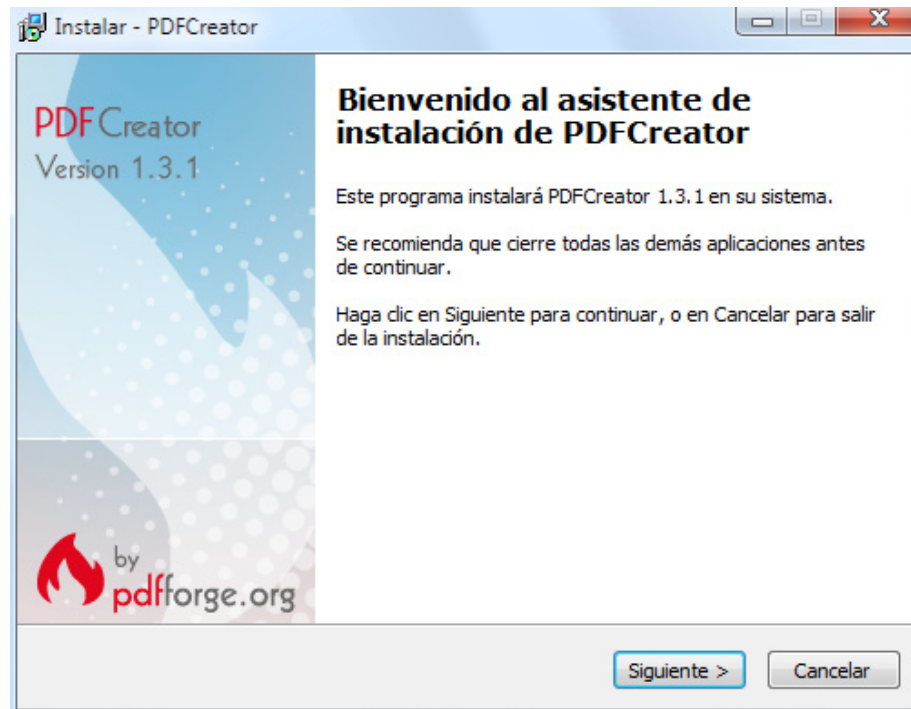 Instalar - PDFCreator
PDFCreator
Version 1.3.1
Bienvenido al asistente de
instalación de PDFCreator
Este programa instalará PDFCreator 1.3.1 en su sistema.
Se recomienda que cierre todas las demás aplicaciones antes
de continuar.
Haga clic en Siguiente para continuar, o en Cancelar para salir
de la instalación.
by
pdfforge.org
Siguiente >
Cancelar